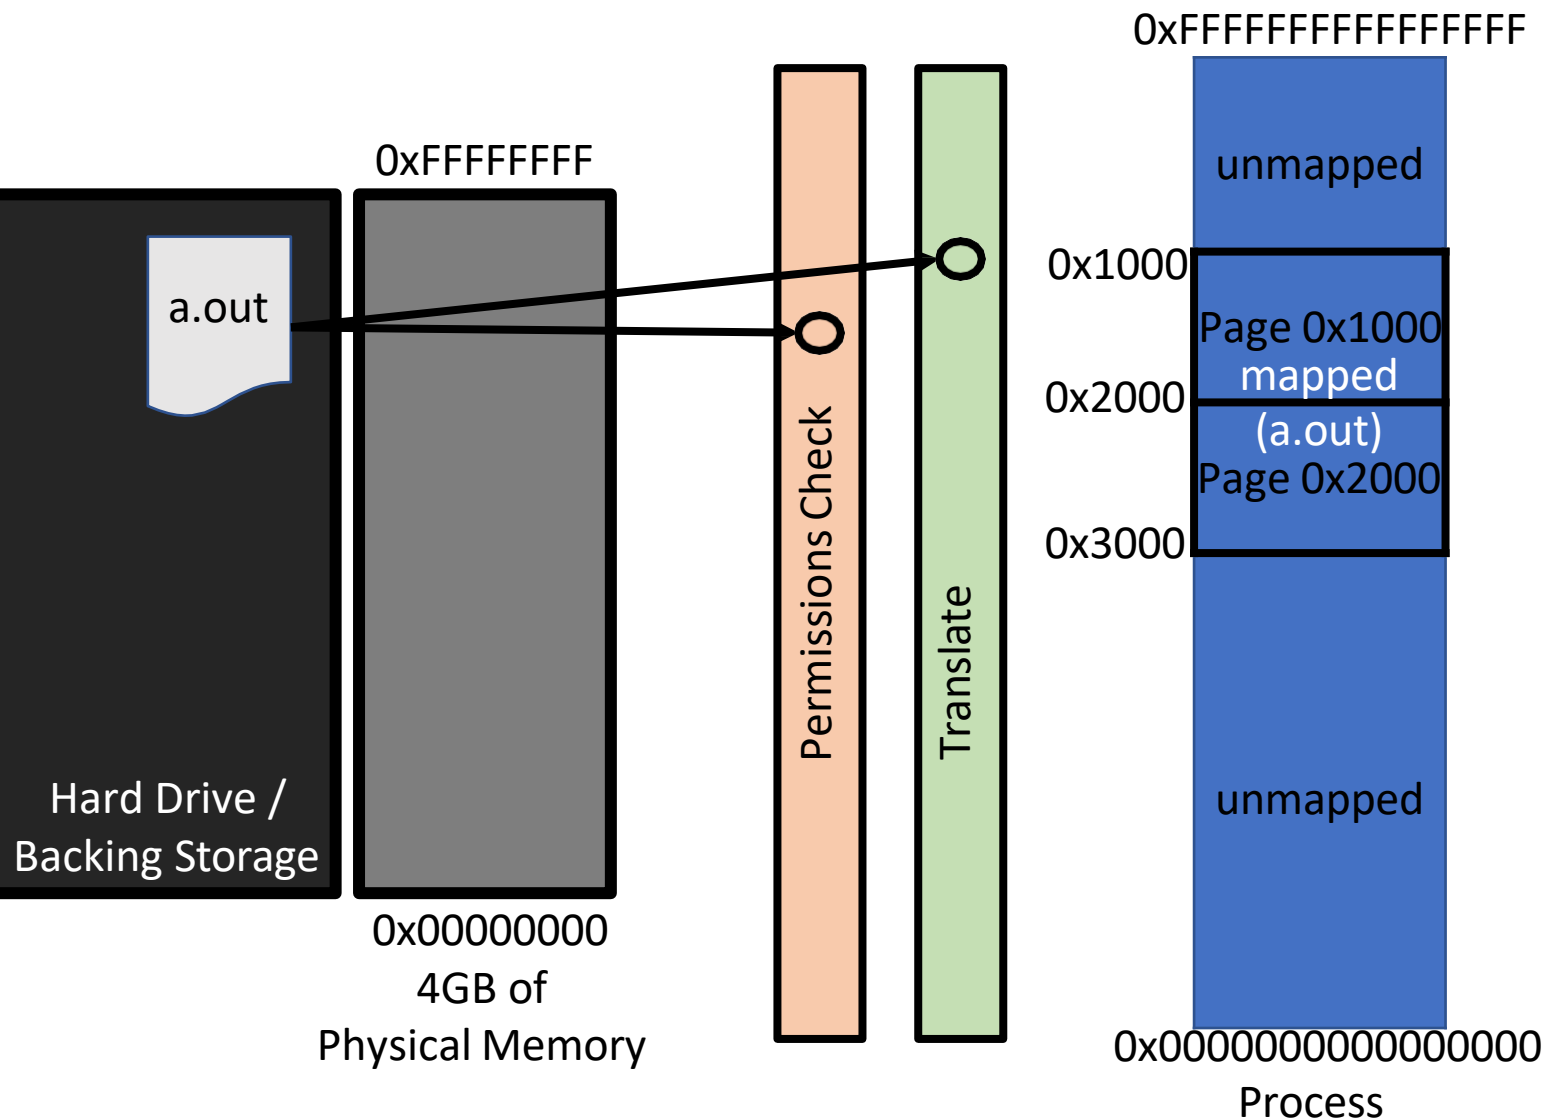 0xFFFFFFFFFFFFFFFF
0xFFFFFFFF
unmapped
a.out
0x1000
Page 0x1000
mapped
0x2000
(a.out)
Page 0x2000
0x3000
Permissions Check
Translate
Hard Drive /
Backing Storage
unmapped
0x00000000
4GB of
Physical Memory
0x0000000000000000
Process